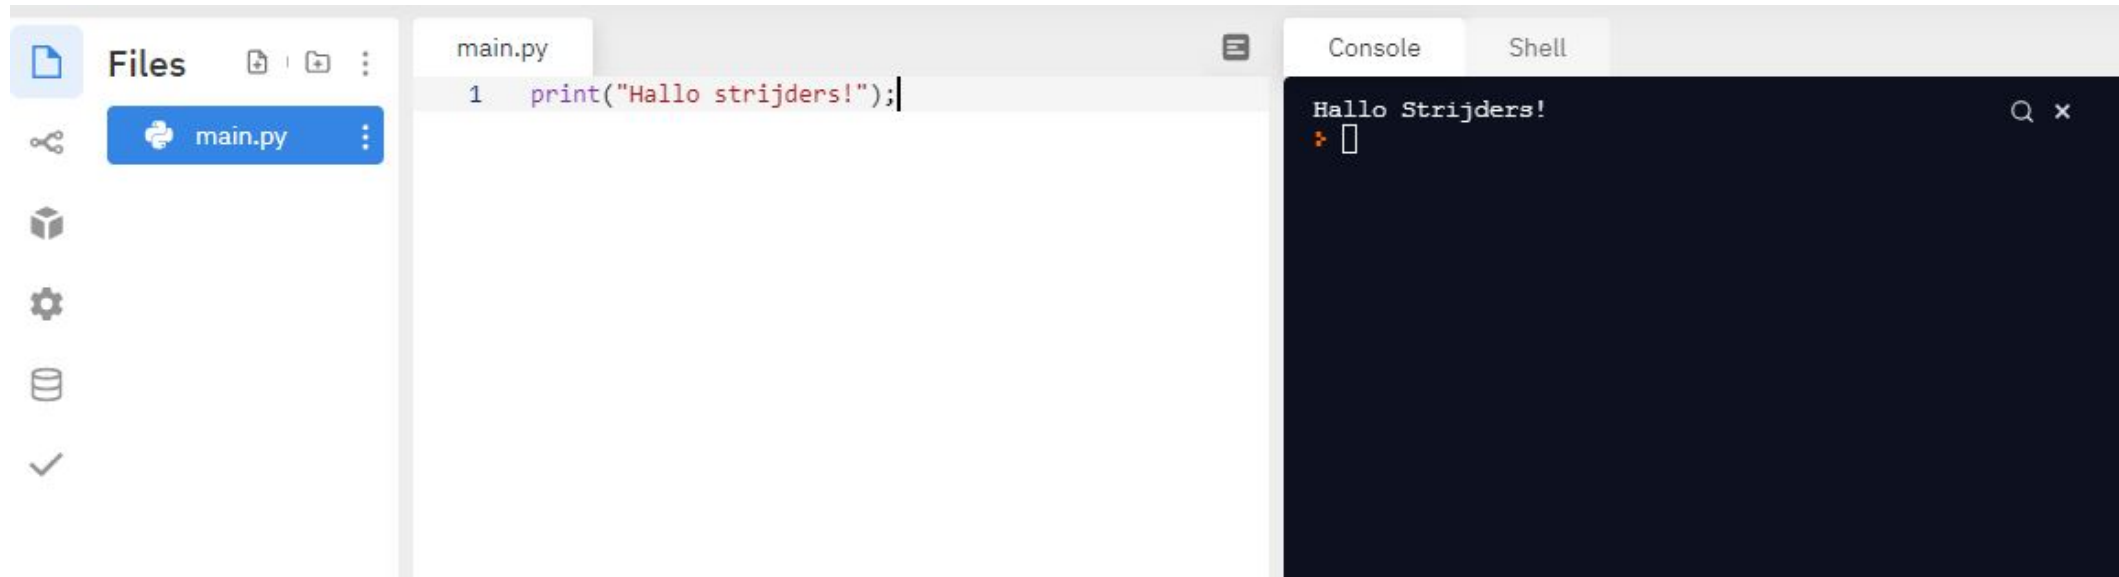 Files
main.py
main.py
1 print("Hallo strijders!");
Console Shell
Hallo Strijders!